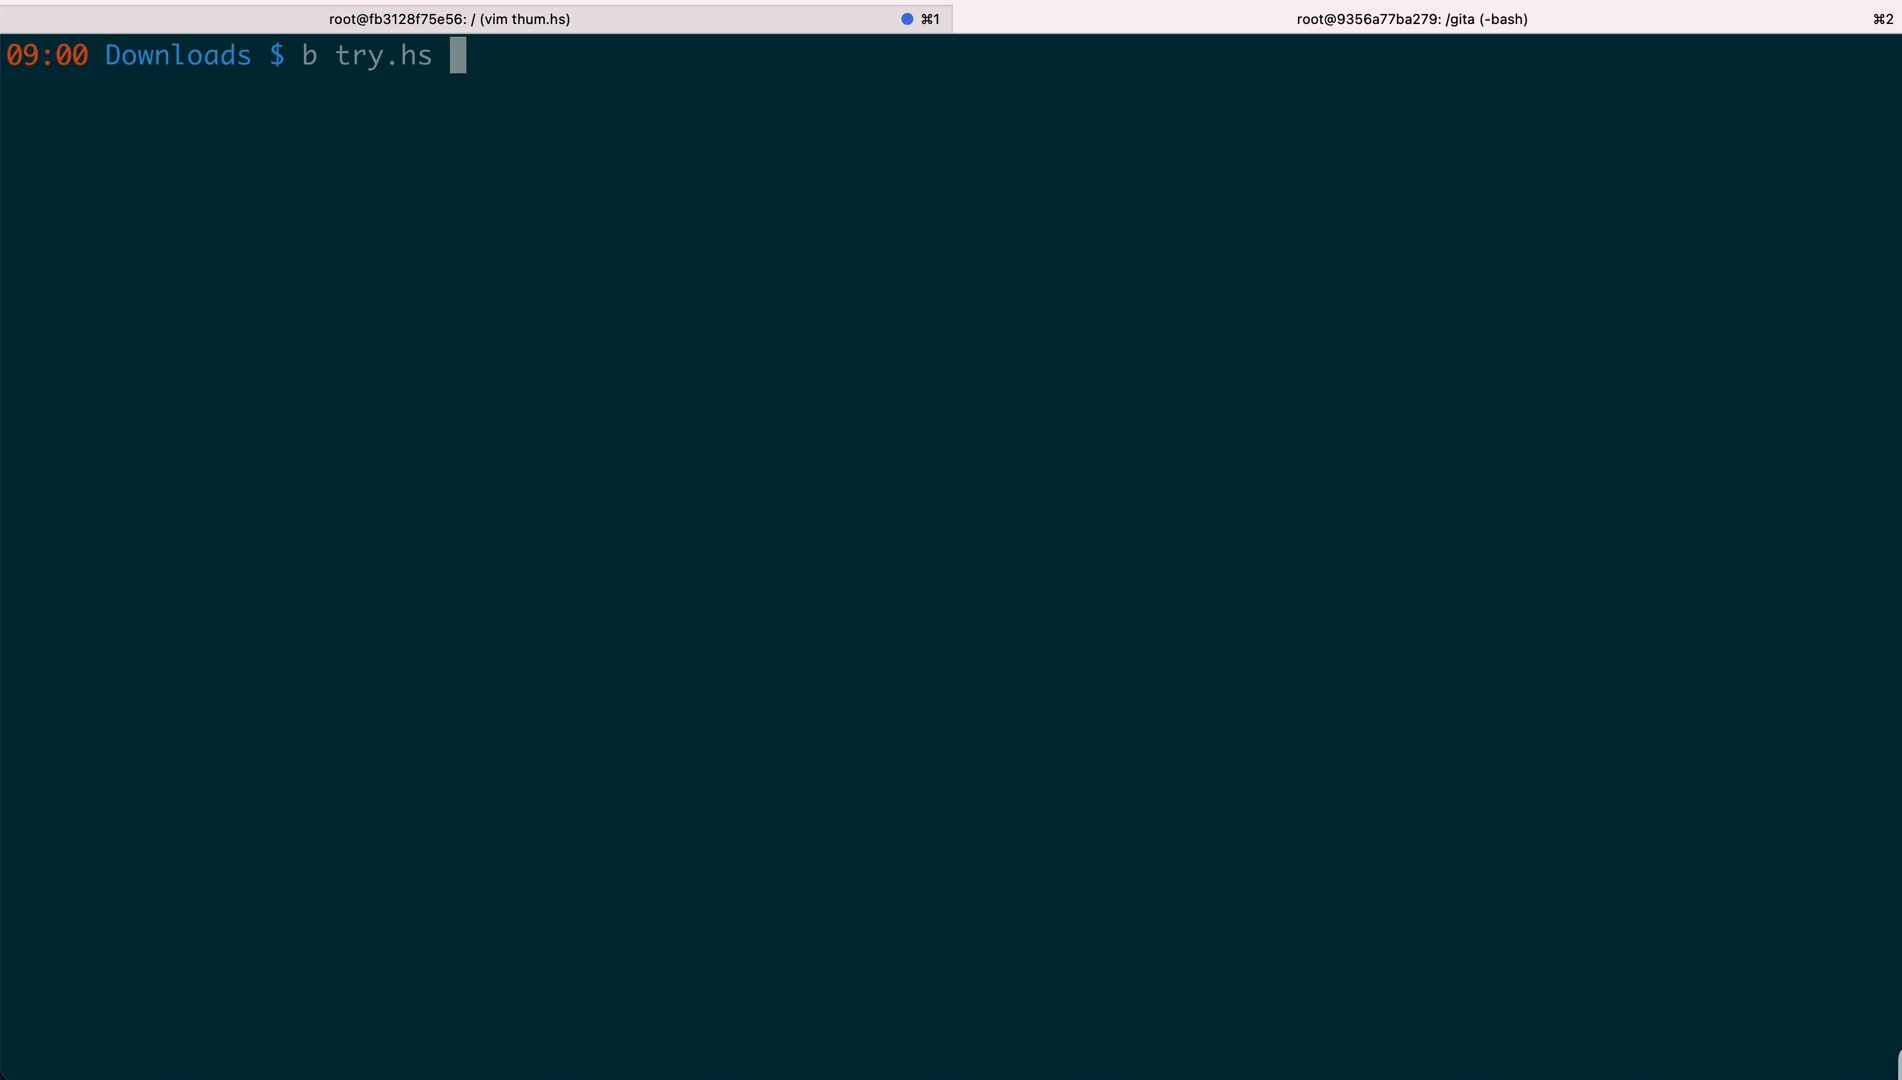 root@fb3128f75e56: / (vim thum.hs)
⌘1
root@9356a77ba279: /gita (-bash)
⌘2
09:00 Downloads $ b try.hs